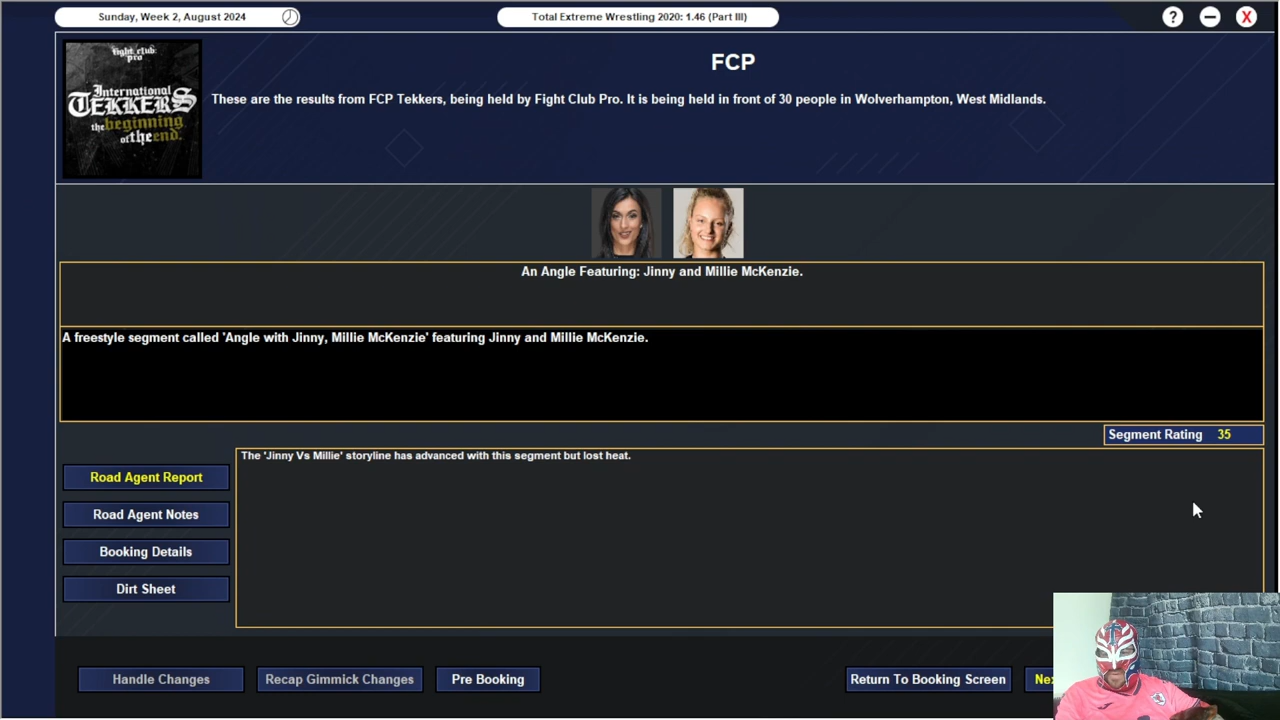 Sunday, Week 2, August 2024
Total Extreme Wrestling 2020: 1.46 (Part III)
?
X
fight club:
pro
International
TEKKERS
the beginning
of the end.
FCP
These are the results from FCP Tekkers, being held by Fight Club Pro. It is being held in front of 30 people in Wolverhampton, West Midlands.
An Angle Featuring: Jinny and Millie McKenzie.
A freestyle segment called 'Angle with Jinny, Millie McKenzie' featuring Jinny and Millie McKenzie.
Segment Rating 35
Road Agent Report
The 'Jinny Vs Millie' storyline has advanced with this segment but lost heat.
Road Agent Notes
Booking Details
Dirt Sheet
Handle Changes
Recap Gimmick Changes
Pre Booking
Return To Booking Screen